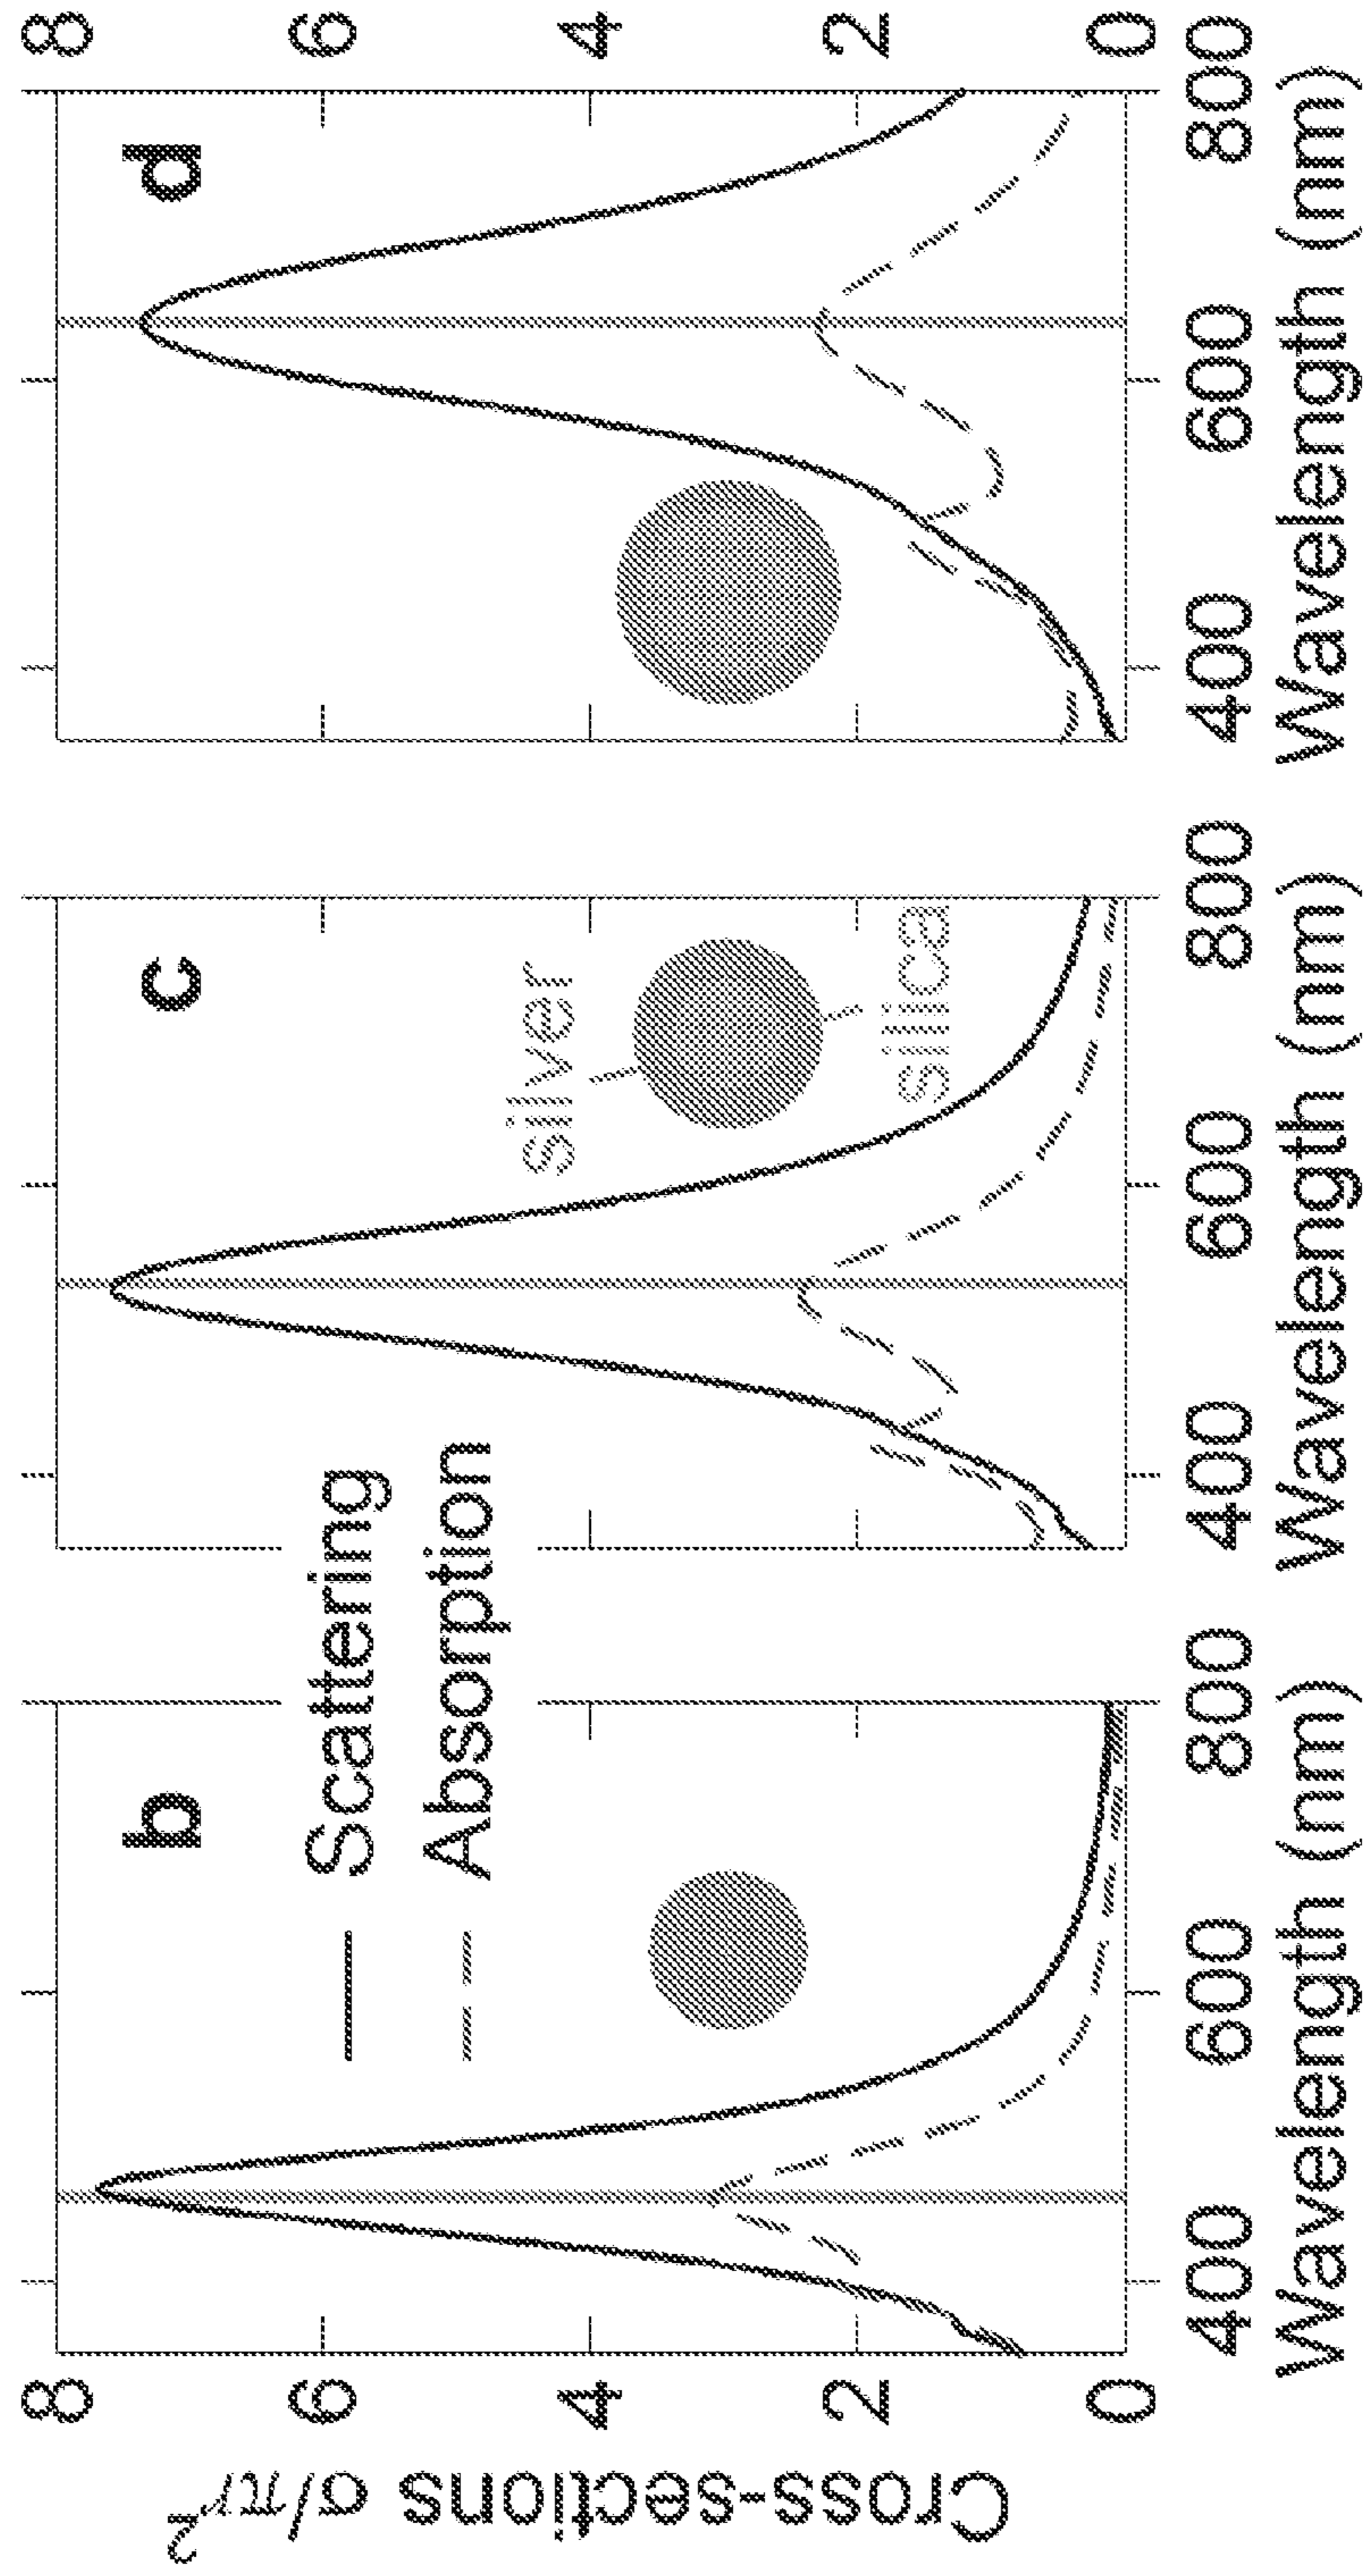 Cross-sections σ/πr²
8
6
4
2
0
b
Scattering
Absorption
400
600
800
Wavelength (nm)
c
silver
sillica
400
600
800
Wavelength (nm)
d
400
600
800
Wavelength (nm)
8
6
4
2
0